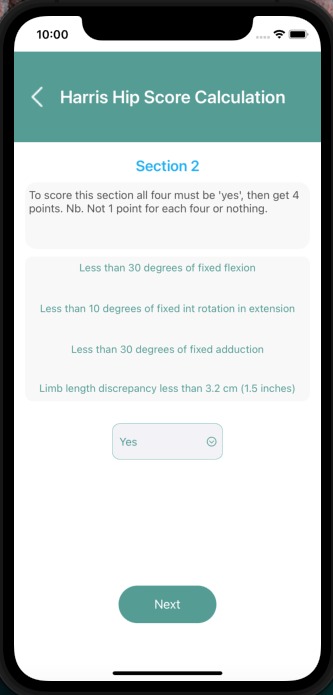 10:00
Harris Hip Score Calculation
Section 2
To score this section all four must be 'yes', then get 4
points. Nb. Not 1 point for each four or nothing.
Less than 30 degrees of fixed flexion
Less than 10 degrees of fixed int rotation in extension
Less than 30 degrees of fixed adduction
Limb length discrepancy less than 3.2 cm (1.5 inches)
Yes
Next